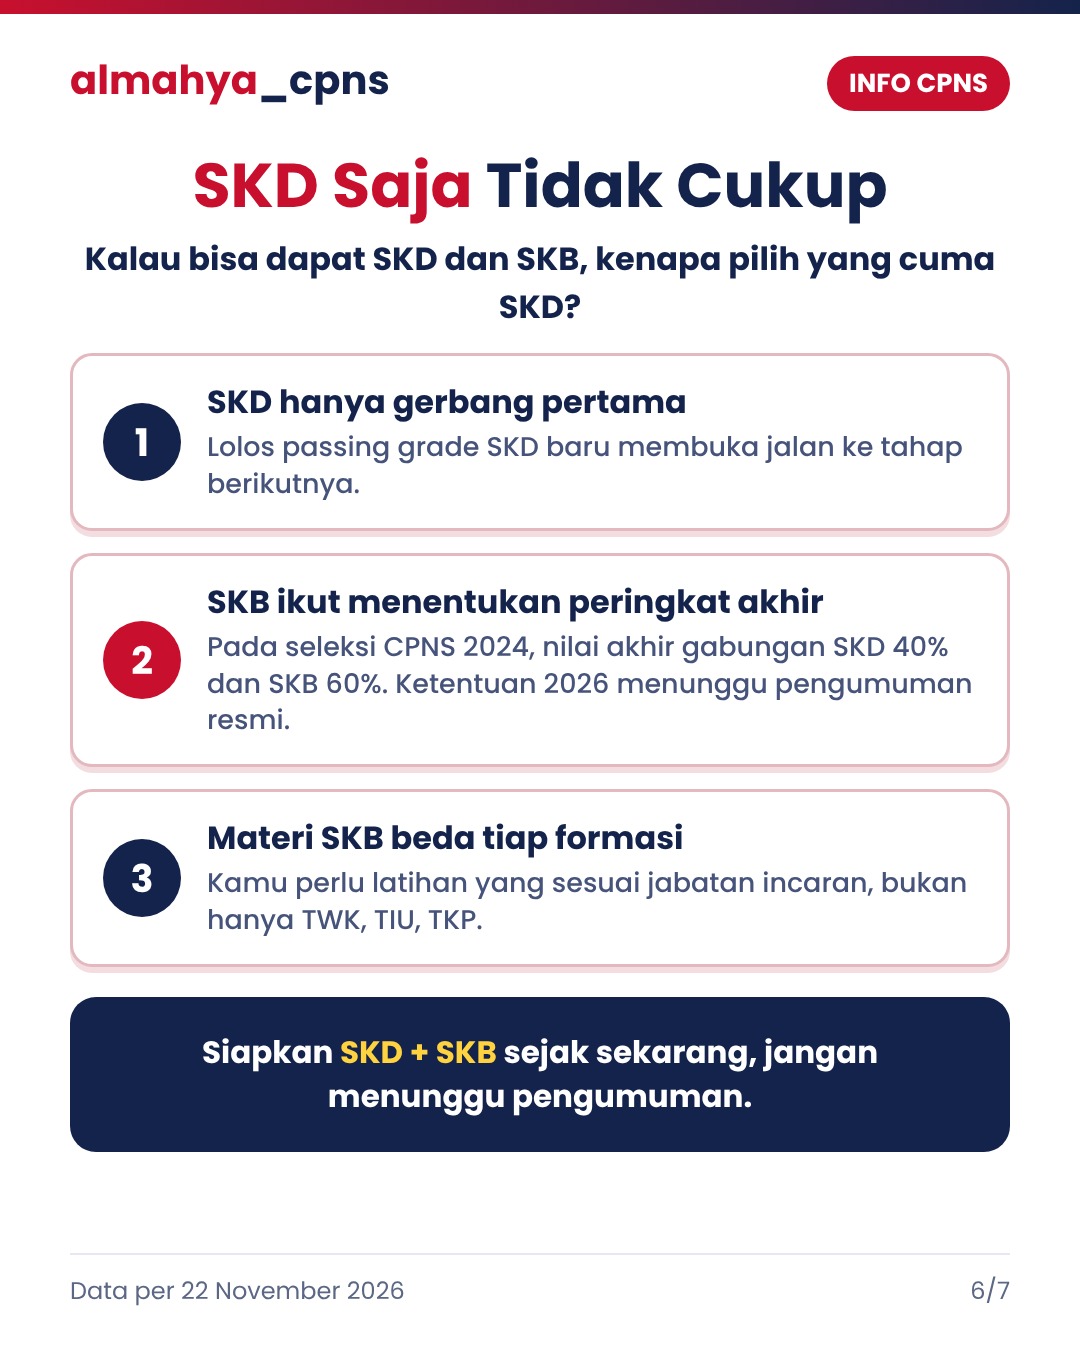 almahya_cpns
INFO CPNS
SKD Saja Tidak Cukup
Kalau bisa dapat SKD dan SKB, kenapa pilih yang cuma
SKD?
1
SKD hanya gerbang pertama
Lolos passing grade SKD baru membuka jalan ke tahap
berikutnya.
2
SKB ikut menentukan peringkat akhir
Pada seleksi CPNS 2024, nilai akhir gabungan SKD 40%
dan SKB 60%. Ketentuan 2026 menunggu pengumuman
resmi.
3
Materi SKB beda tiap formasi
Kamu perlu latihan yang sesuai jabatan incaran, bukan
hanya TWK, TIU, TKP.
Siapkan SKD + SKB sejak sekarang, jangan
menunggu pengumuman.
Data per 22 November 2026
6/7